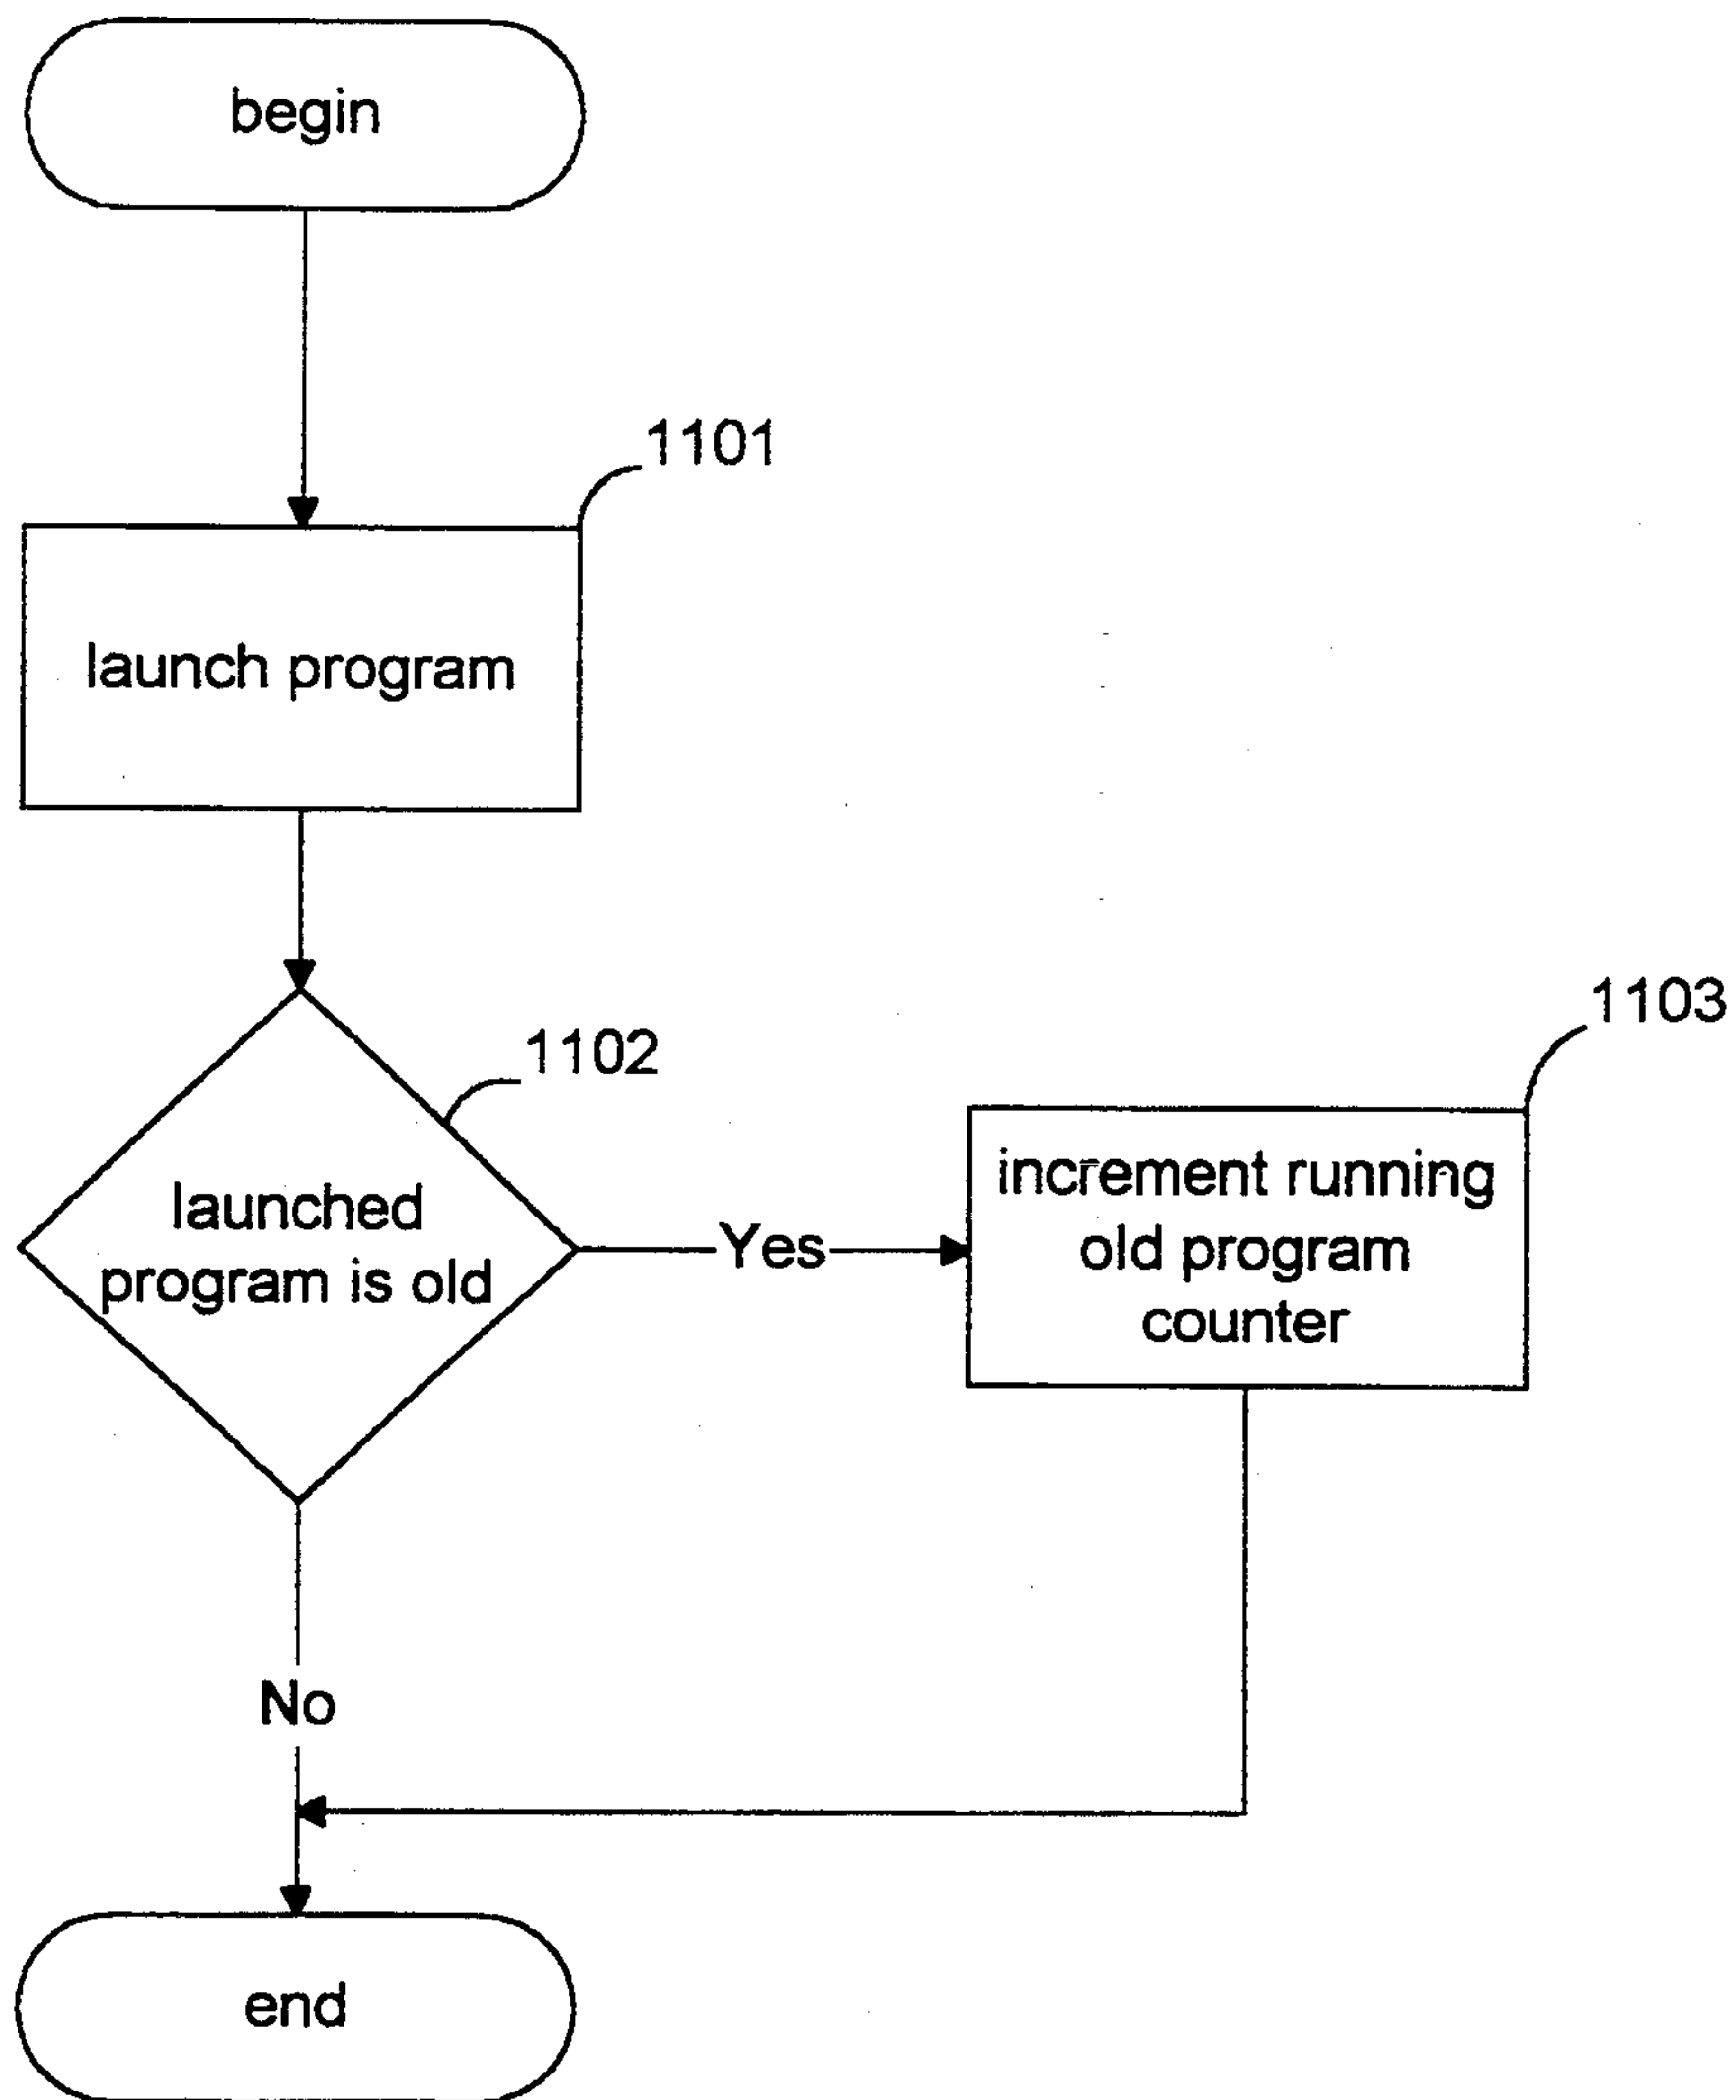 begin
1101
launch program
1102
launched
program is old
Yes
1103
increment running
old program
counter
No
end